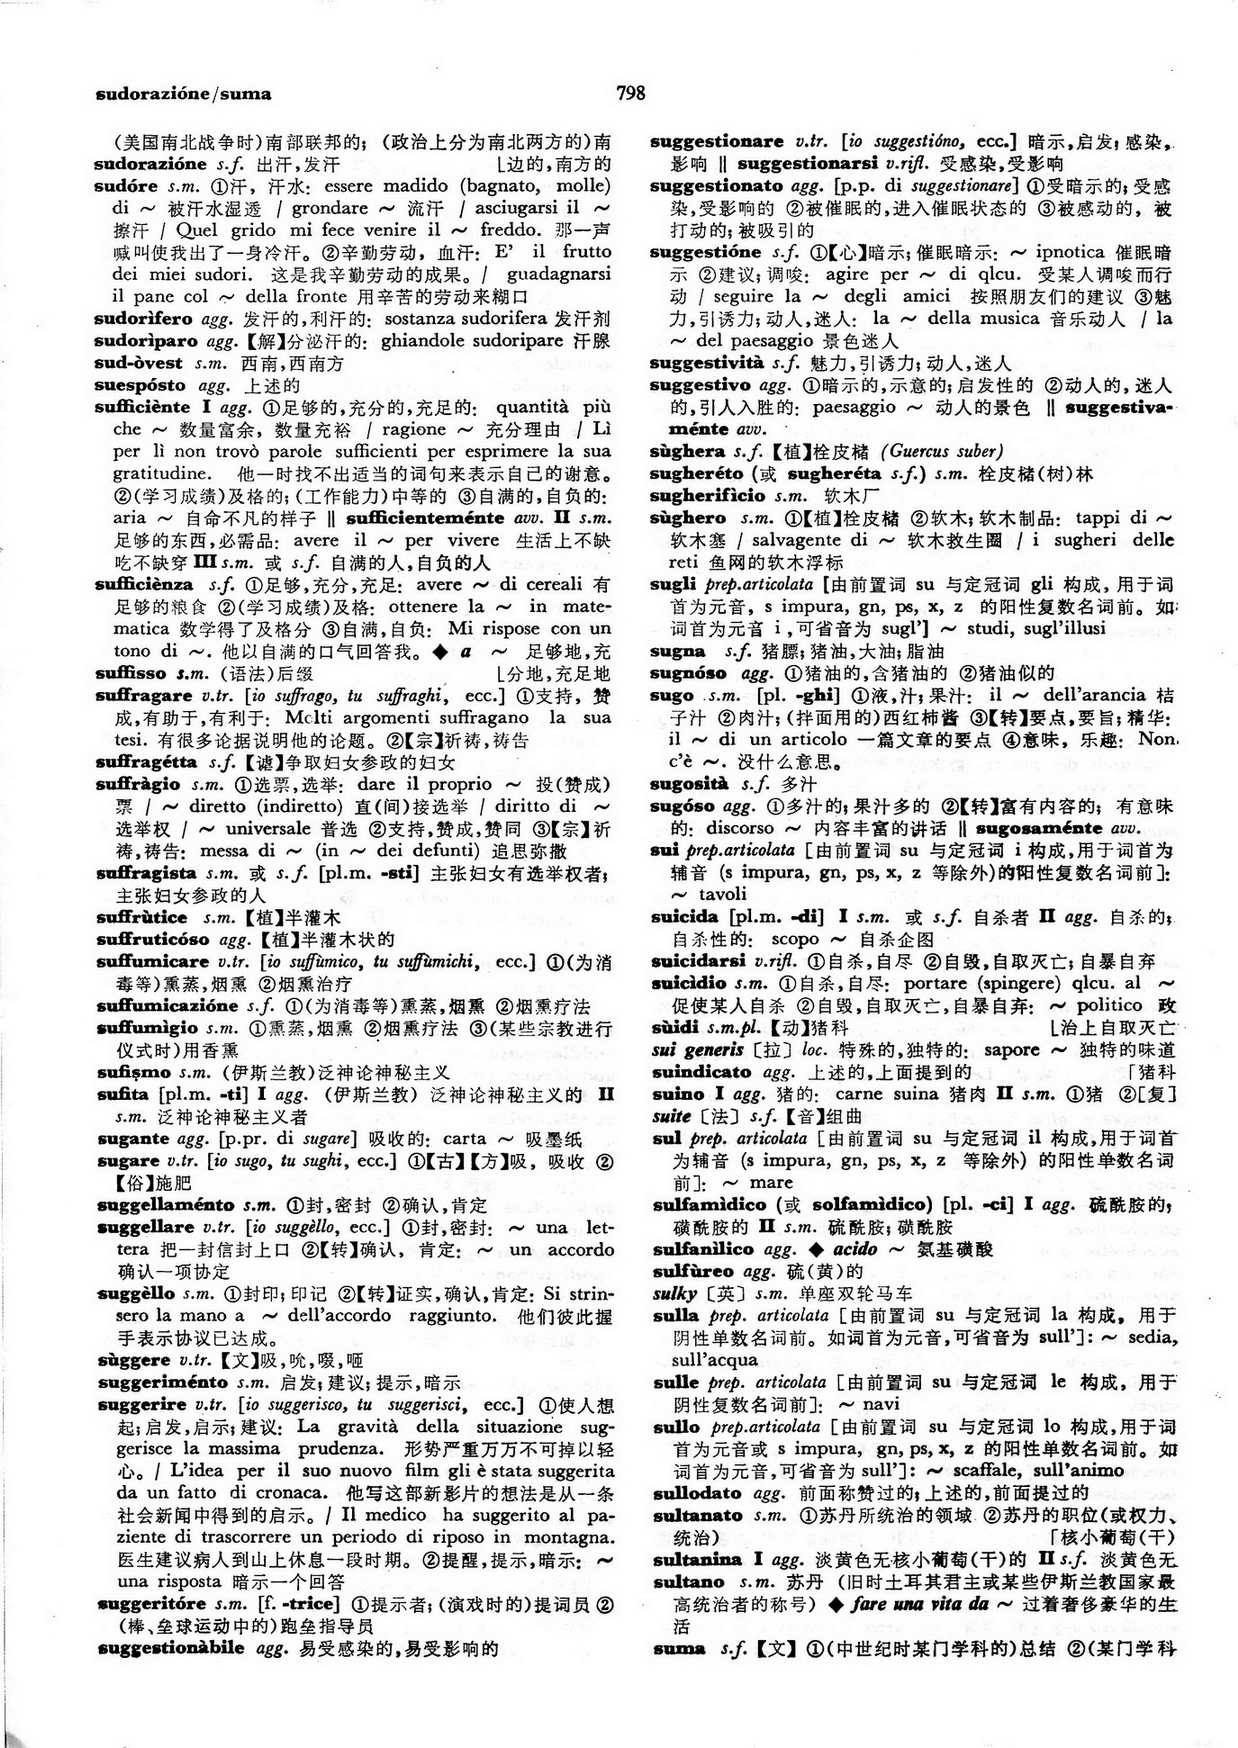 sudorazióne/suma
798
(美国南北战争时)南部联邦的; (政治上分为南北两方的)南
sudorazióne s.f. 出汗,发汗 ⌊边的,南方的
sudóre s.m. ①汗, 汗水: essere madido (bagnato, molle)
di ~ 被汗水湿透 / grondare ~ 流汗 / asciugarsi il ~
擦汗 / Quel grido mi fece venire il ~ freddo. 那一声
喊叫使我出了一身冷汗。②辛勤劳动, 血汗: E' il frutto
dei miei sudori. 这是我辛勤劳动的成果。/ guadagnarsi
il pane col ~ della fronte 用辛苦的劳动来糊口
sudorìfero agg. 发汗的,利汗的: sostanza sudorifera 发汗剂
sudorìparo agg.【解】分泌汗的: ghiandole sudoripare 汗腺
sud-òvest s.m. 西南,西南方
suespósto agg. 上述的
sufficiènte I agg. ①足够的,充分的,充足的: quantità più
che ~ 数量富余, 数量充裕 / ragione ~ 充分理由 / Lì
per lì non trovò parole sufficienti per esprimere la sua
gratitudine. 他一时找不出适当的词句来表示自己的谢意。
②(学习成绩)及格的; (工作能力)中等的 ③自满的,自负的:
aria ~ 自命不凡的样子 ‖ sufficienteménte avv. II s.m.
足够的东西,必需品: avere il ~ per vivere 生活上不缺
吃不缺穿 III s.m. 或 s.f. 自满的人,自负的人
sufficiènza s.f. ①足够,充分,充足: avere ~ di cereali 有
足够的粮食 ②(学习成绩)及格: ottenere la ~ in mate-
matica 数学得了及格分 ③自满,自负: Mi rispose con un
tono di ~. 他以自满的口气回答我。◆ a ~ 足够地,充
suffisso s.m. (语法)后缀 ⌊分地,充足地
suffragare v.tr. [io suffrago, tu suffraghi, ecc.] ①支持, 赞
成,有助于,有利于: Molti argomenti suffragano la sua
tesi. 有很多论据说明他的论题。②【宗】祈祷,祷告
suffragétta s.f.【谑】争取妇女参政的妇女
suffràgio s.m. ①选票,选举: dare il proprio ~ 投(赞成)
票 / ~ diretto (indiretto) 直(间)接选举 / diritto di ~
选举权 / ~ universale 普选 ②支持,赞成,赞同 ③【宗】祈
祷,祷告: messa di ~ (in ~ dei defunti) 追思弥撒
suffragista s.m. 或 s.f. [pl.m. -sti] 主张妇女有选举权者;
主张妇女参政的人
suffrùtice s.m.【植】半灌木
suffruticóso agg.【植】半灌木状的
suffumicare v.tr. [io suffùmico, tu suffùmichi, ecc.] ①(为消
毒等)熏蒸,烟熏 ②烟熏治疗
suffumicazióne s.f. ①(为消毒等)熏蒸,烟熏 ②烟熏疗法
suffumìgio s.m. ①熏蒸,烟熏 ②烟熏疗法 ③(某些宗教进行
仪式时)用香熏
sufismo s.m. (伊斯兰教)泛神论神秘主义
sufita [pl.m. -ti] I agg. (伊斯兰教) 泛神论神秘主义的 II
s.m. 泛神论神秘主义者
sugante agg. [p.pr. di sugare] 吸收的: carta ~ 吸墨纸
sugare v.tr. [io sugo, tu sughi, ecc.] ①【古】【方】吸, 吸收 ②
【俗】施肥
suggellaménto s.m. ①封,密封 ②确认,肯定
suggellare v.tr. [io suggèllo, ecc.] ①封,密封: ~ una let-
tera 把一封信封上口 ②【转】确认, 肯定: ~ un accordo
确认一项协定
suggèllo s.m. ①封印; 印记 ②【转】证实,确认,肯定: Si strin-
sero la mano a ~ dell'accordo raggiunto. 他们彼此握
手表示协议已达成。
sùggere v.tr.【文】吸,吮,啜,咂
suggeriménto s.m. 启发; 建议; 提示,暗示
suggerire v.tr. [io suggerisco, tu suggerisci, ecc.] ①使人想
起; 启发,启示; 建议: La gravità della situazione sug-
gerisce la massima prudenza. 形势严重万万不可掉以轻
心。/ L'idea per il suo nuovo film gli è stata suggerita
da un fatto di cronaca. 他写这部新影片的想法是从一条
社会新闻中得到的启示。/ Il medico ha suggerito al pa-
ziente di trascorrere un periodo di riposo in montagna.
医生建议病人到山上休息一段时期。②提醒,提示,暗示: ~
una risposta 暗示一个回答
suggeritóre s.m. [f. -trice] ①提示者; (演戏时的)提词员 ②
(棒、垒球运动中的)跑垒指导员
suggestionàbile agg. 易受感染的,易受影响的
suggestionare v.tr. [io suggestióno, ecc.] 暗示,启发; 感染,
影响 ‖ suggestionarsi v.rifl. 受感染,受影响
suggestionato agg. [p.p. di suggestionare] ①受暗示的; 受感
染,受影响的 ②被催眠的,进入催眠状态的 ③被感动的, 被
打动的; 被吸引的
suggestióne s.f. ①【心】暗示; 催眠暗示: ~ ipnotica 催眠暗
示 ②建议; 调唆: agire per ~ di qlcu. 受某人调唆而行
动 / seguire la ~ degli amici 按照朋友们的建议 ③魅
力,引诱力; 动人,迷人: la ~ della musica 音乐动人 / la
~ del paesaggio 景色迷人
suggestività s.f. 魅力,引诱力; 动人,迷人
suggestivo agg. ①暗示的,示意的; 启发性的 ②动人的, 迷人
的,引人入胜的: paesaggio ~ 动人的景色 ‖ suggestiva-
ménte avv.
sùghera s.f.【植】栓皮槠 (Guercus suber)
sugheréto (或 sugheréta s.f.) s.m. 栓皮槠(树)林
sugherifìcio s.m. 软木厂
sùghero s.m. ①【植】栓皮槠 ②软木; 软木制品: tappi di ~
软木塞 / salvagente di ~ 软木救生圈 / i sugheri delle
reti 鱼网的软木浮标
sugli prep.articolata [由前置词 su 与定冠词 gli 构成, 用于词
首为元音, s impura, gn, ps, x, z 的阳性复数名词前。如:
词首为元音 i ,可省音为 sugl'] ~ studi, sugl'illusi
sugna s.f. 猪膘; 猪油,大油; 脂油
sugnóso agg. ①猪油的,含猪油的 ②猪油似的
sugo s.m. [pl. -ghi] ①液,汁; 果汁: il ~ dell'arancia 桔
子汁 ②肉汁; (拌面用的)西红柿酱 ③【转】要点,要旨; 精华:
il ~ di un articolo 一篇文章的要点 ④意味, 乐趣: Non
c'è ~. 没什么意思。
sugosità s.f. 多汁
sugóso agg. ①多汁的; 果汁多的 ②【转】富有内容的; 有意味
的: discorso ~ 内容丰富的讲话 ‖ sugosaménte avv.
sui prep.articolata [由前置词 su 与定冠词 i 构成,用于词首为
辅音 (s impura, gn, ps, x, z 等除外)的阳性复数名词前]:
~ tavoli
suicida [pl.m. -di] I s.m. 或 s.f. 自杀者 II agg. 自杀的;
自杀性的: scopo ~ 自杀企图
suicidarsi v.rifl. ①自杀,自尽 ②自毁,自取灭亡; 自暴自弃
suicìdio s.m. ①自杀,自尽: portare (spingere) qlcu. al ~
促使某人自杀 ②自毁,自取灭亡,自暴自弃: ~ politico 政
sùidi s.m.pl.【动】猪科 ⌊治上自取灭亡
sui generis〔拉〕loc. 特殊的,独特的: sapore ~ 独特的味道
suindicato agg. 上述的,上面提到的 「猪科
suino I agg. 猪的: carne suina 猪肉 II s.m. ①猪 ②[复]
suite〔法〕s.f.【音】组曲
sul prep. articolata [由前置词 su 与定冠词 il 构成,用于词首
为辅音 (s impura, gn, ps, x, z 等除外) 的阳性单数名词
前]: ~ mare
sulfamìdico (或 solfamìdico) [pl. -ci] I agg. 硫酰胺的;
磺酰胺的 II s.m. 硫酰胺; 磺酰胺
sulfanìlico agg. ◆ acido ~ 氨基磺酸
sulfùreo agg. 硫(黄)的
sulky〔英〕s.m. 单座双轮马车
sulla prep. articolata [由前置词 su 与定冠词 la 构成, 用于
阴性单数名词前。如词首为元音,可省音为 sull']: ~ sedia,
sull'acqua
sulle prep. articolata [由前置词 su 与定冠词 le 构成, 用于
阴性复数名词前]: ~ navi
sullo prep.articolata [由前置词 su 与定冠词 lo 构成,用于词
首为元音或 s impura, gn, ps, x, z 的阳性单数名词前。如
词首为元音,可省音为 sull']: ~ scaffale, sull'animo
sullodato agg. 前面称赞过的; 上述的,前面提过的
sultanato s.m. ①苏丹所统治的领域 ②苏丹的职位(或权力、
统治) 「核小葡萄(干)
sultanina I agg. 淡黄色无核小葡萄(干)的 II s.f. 淡黄色无
sultano s.m. 苏丹 (旧时土耳其君主或某些伊斯兰教国家最
高统治者的称号) ◆ fare una vita da ~ 过着奢侈豪华的生
活
suma s.f.【文】①(中世纪时某门学科的)总结 ②(某门学科